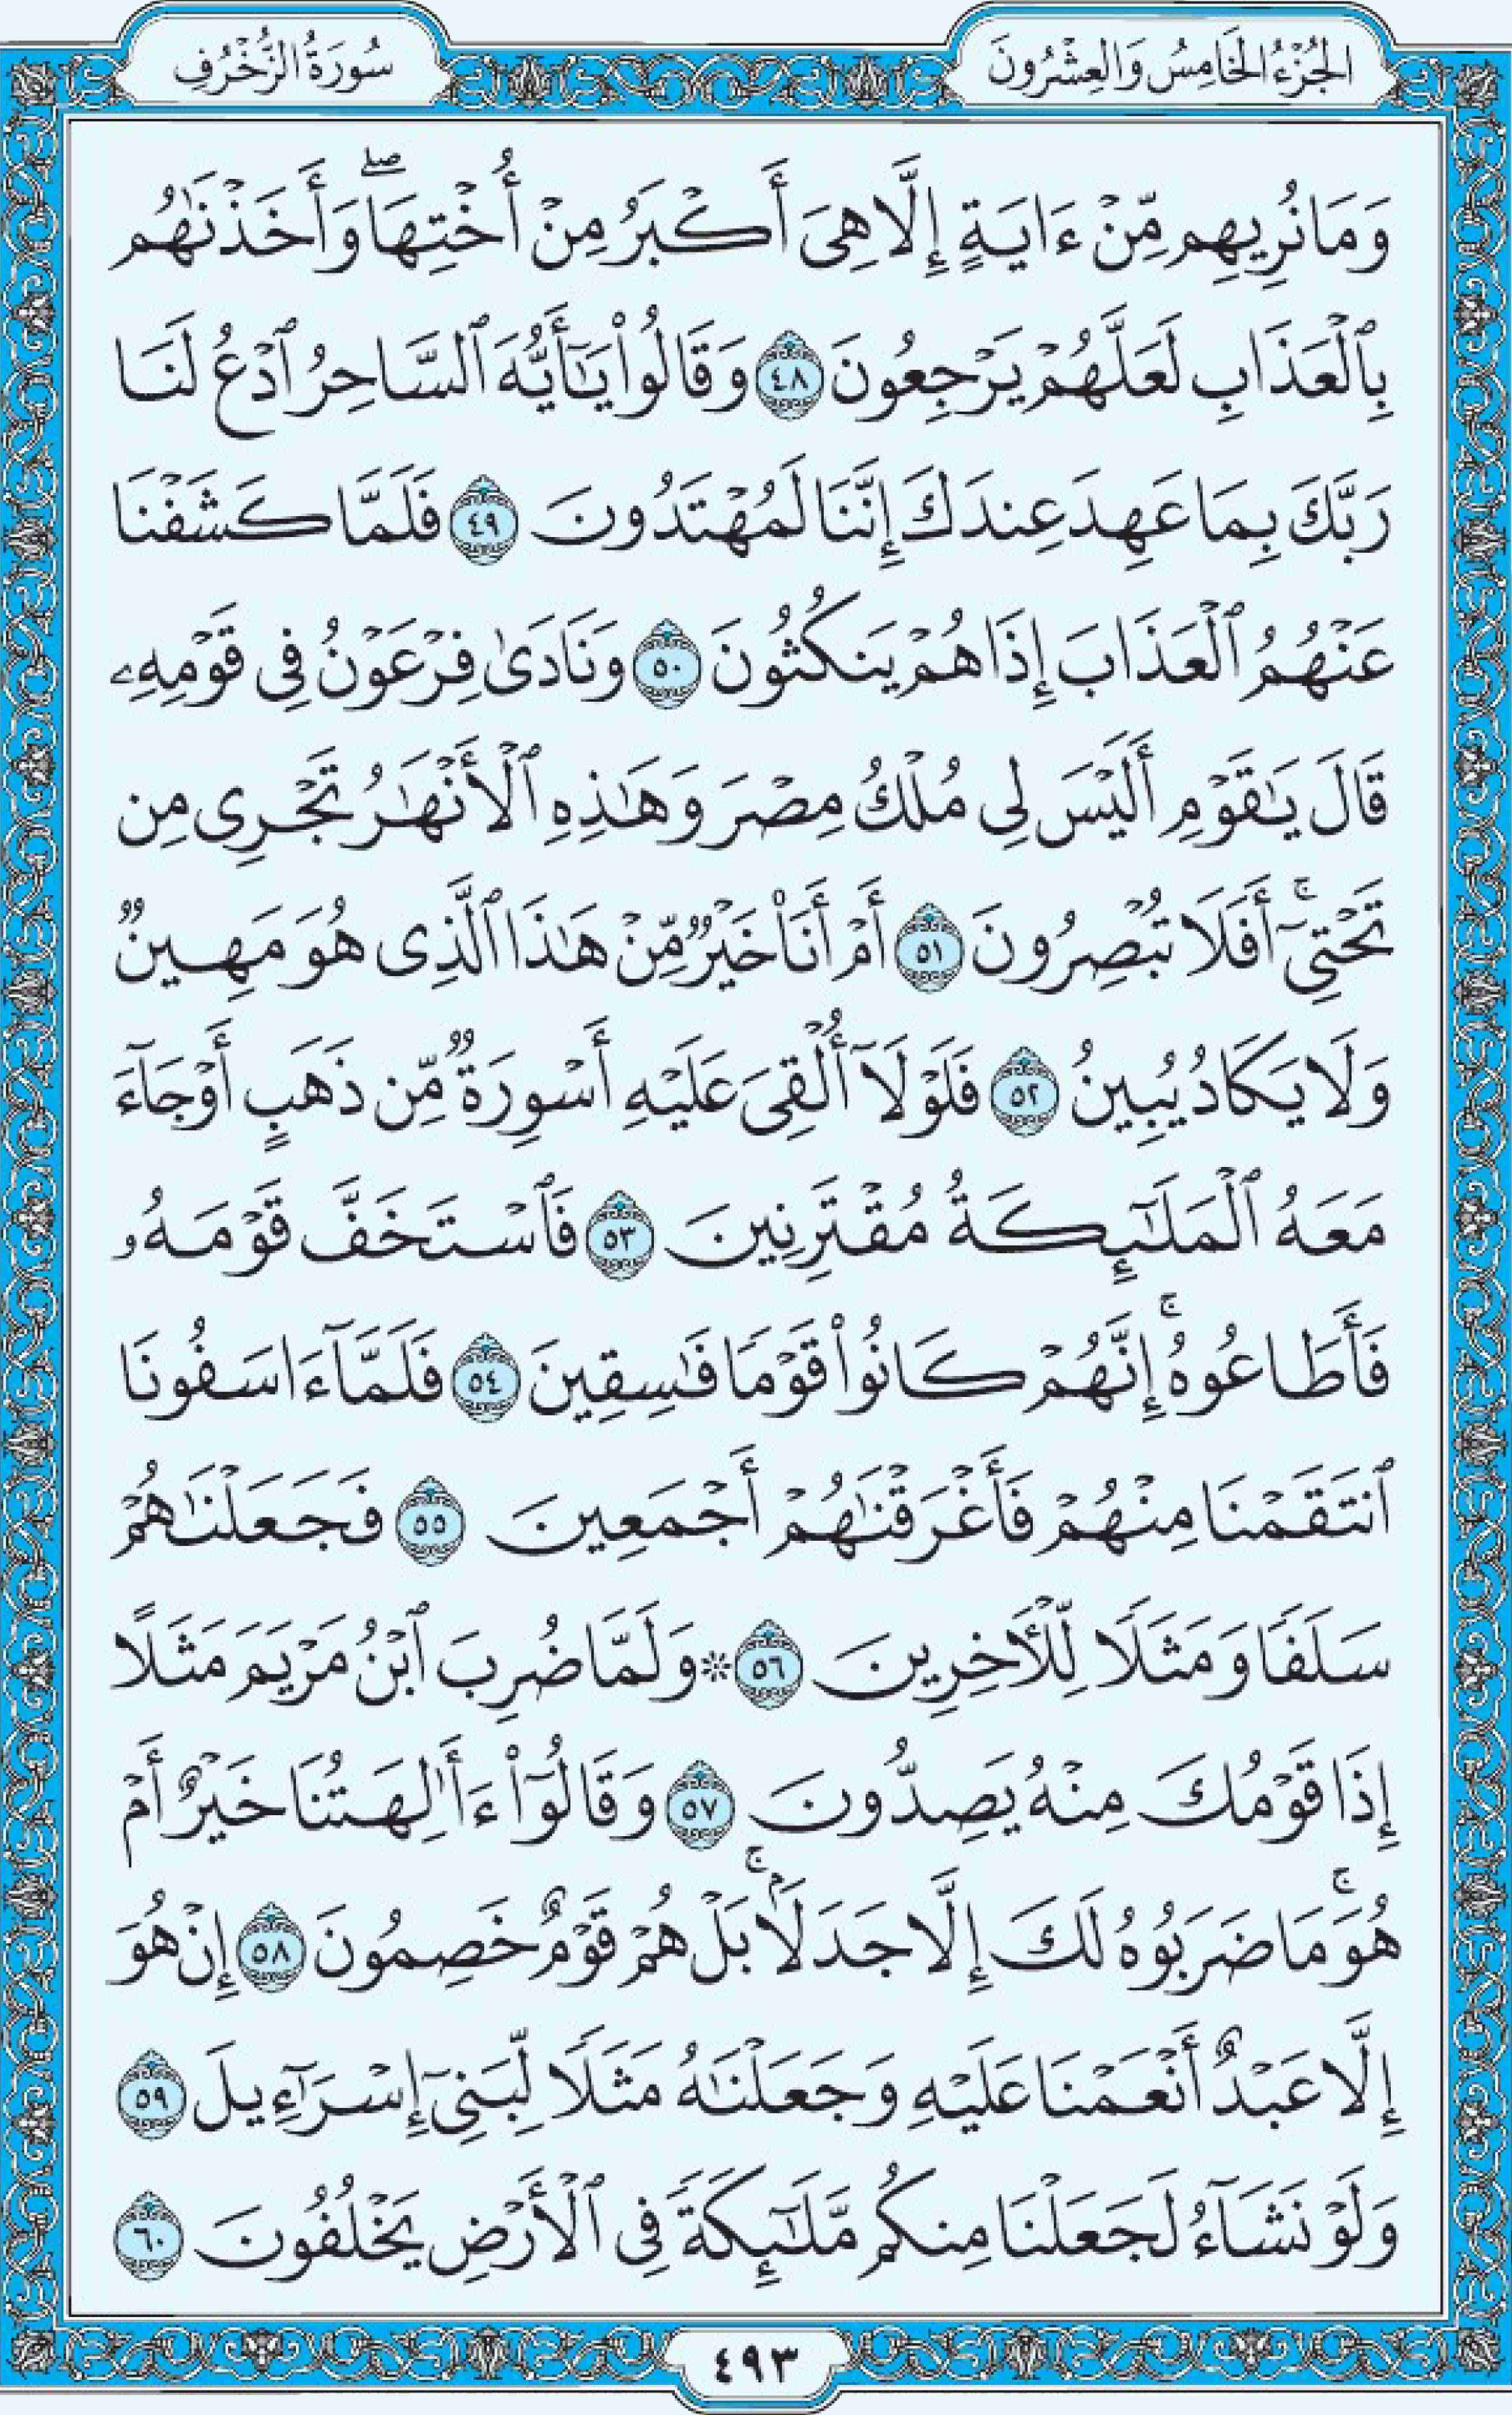 الجُزْءُ الخَامِسُ وَالعِشْرُونَ
سُورَةُ الزُّخْرُفِ
وَمَا نُرِيهِم مِّنْ ءَايَةٍ إِلَّا هِىَ أَكْبَرُ مِنْ أُخْتِهَاۖ وَأَخَذْنَٰهُم
بِٱلْعَذَابِ لَعَلَّهُمْ يَرْجِعُونَ ٤٨ وَقَالُوا۟ يَٰٓأَيُّهَ ٱلسَّاحِرُ ٱدْعُ لَنَا
رَبَّكَ بِمَا عَهِدَ عِندَكَ إِنَّنَا لَمُهْتَدُونَ ٤٩ فَلَمَّا كَشَفْنَا
عَنْهُمُ ٱلْعَذَابَ إِذَا هُمْ يَنكُثُونَ ٥٠ وَنَادَىٰ فِرْعَوْنُ فِى قَوْمِهِۦ
قَالَ يَٰقَوْمِ أَلَيْسَ لِى مُلْكُ مِصْرَ وَهَٰذِهِ ٱلْأَنْهَٰرُ تَجْرِى مِن
تَحْتِىٓۚ أَفَلَا تُبْصِرُونَ ٥١ أَمْ أَنَا۠ خَيْرٌ مِّنْ هَٰذَا ٱلَّذِى هُوَ مَهِينٌ
وَلَا يَكَادُ يُبِينُ ٥٢ فَلَوْلَآ أُلْقِىَ عَلَيْهِ أَسْوِرَةٌ مِّن ذَهَبٍ أَوْ جَآءَ
مَعَهُ ٱلْمَلَٰٓئِكَةُ مُقْتَرِنِينَ ٥٣ فَٱسْتَخَفَّ قَوْمَهُۥ
فَأَطَاعُوهُۚ إِنَّهُمْ كَانُوا۟ قَوْمًا فَٰسِقِينَ ٥٤ فَلَمَّآ ءَاسَفُونَا
ٱنتَقَمْنَا مِنْهُمْ فَأَغْرَقْنَٰهُمْ أَجْمَعِينَ ٥٥ فَجَعَلْنَٰهُمْ
سَلَفًا وَمَثَلًا لِّلْـَٔاخِرِينَ ٥٦ ۞ وَلَمَّا ضُرِبَ ٱبْنُ مَرْيَمَ مَثَلًا
إِذَا قَوْمُكَ مِنْهُ يَصِدُّونَ ٥٧ وَقَالُوٓا۟ ءَأَٰلِهَتُنَا خَيْرٌ أَمْ
هُوَۚ مَا ضَرَبُوهُ لَكَ إِلَّا جَدَلًۢاۚ بَلْ هُمْ قَوْمٌ خَصِمُونَ ٥٨ إِنْ هُوَ
إِلَّا عَبْدٌ أَنْعَمْنَا عَلَيْهِ وَجَعَلْنَٰهُ مَثَلًا لِّبَنِىٓ إِسْرَٰٓءِيلَ ٥٩
وَلَوْ نَشَآءُ لَجَعَلْنَا مِنكُم مَّلَٰٓئِكَةً فِى ٱلْأَرْضِ يَخْلُفُونَ ٦٠
٤٩٣